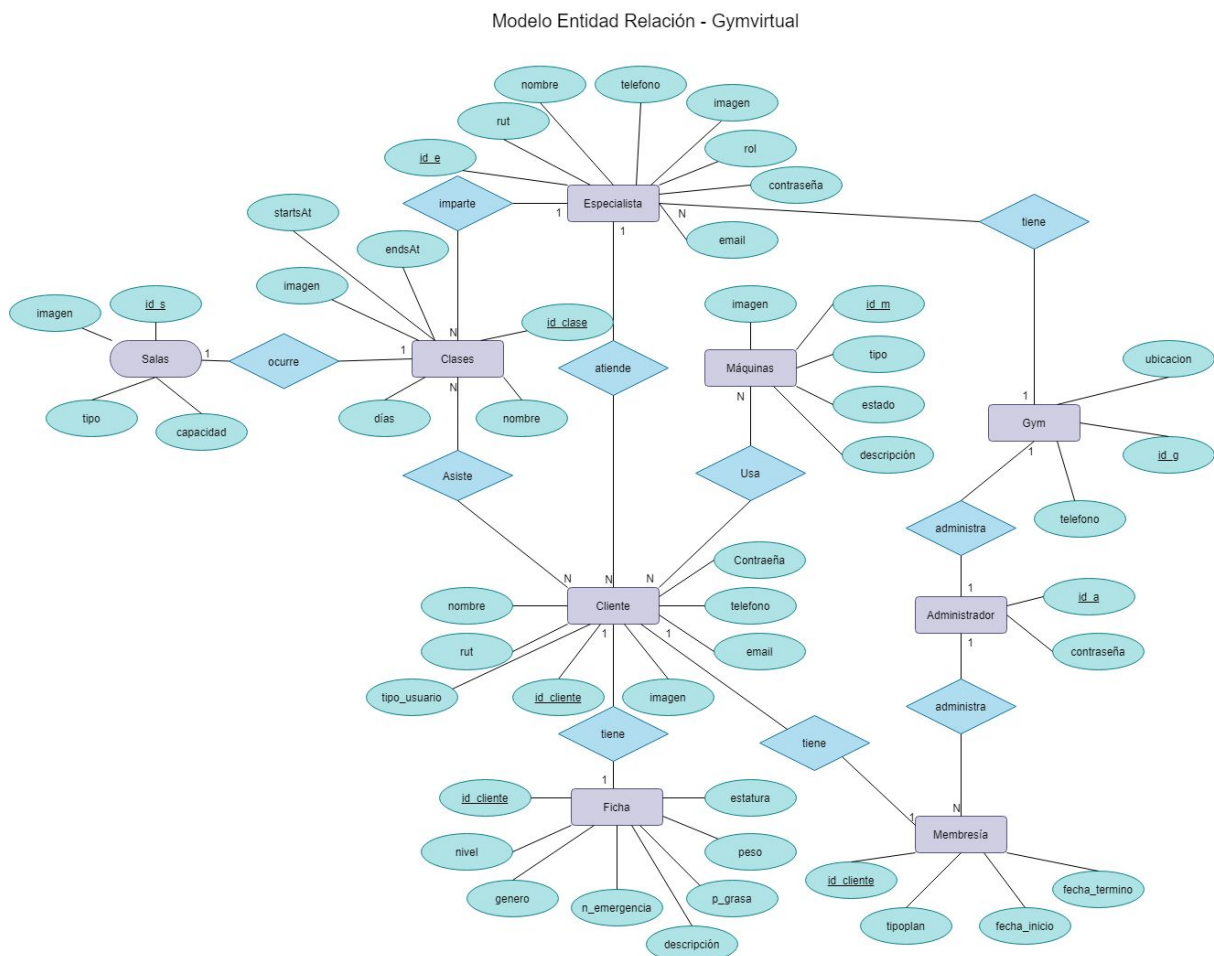 Modelo Entidad Relación - Gymvirtual
nombre
telefono
imagen
rut
rol
id_e
contraseña
imparte
1
Especialista
N
1
email
tiene
startsAt
endsAt
imagen
id_clase
N
imagen
id_s
Salas
1
ocurre
1
Clases
N
tipo
capacidad
días
nombre
atiende
imagen
id_m
Máquinas
N
tipo
estado
descripción
ubicacion
1
Gym
1
id_g
telefono
Asiste
Usa
administra
N
N
N
Contraeña
nombre
Cliente
telefono
rut
1
1
email
tipo_usuario
id_cliente
imagen
1
Administrador
1
id_a
contraseña
tiene
tiene
administra
1
id_cliente
Ficha
estatura
nivel
peso
genero
n_emergencia
p_grasa
descripción
N
1
Membresía
id_cliente
fecha_termino
tipoplan
fecha_inicio